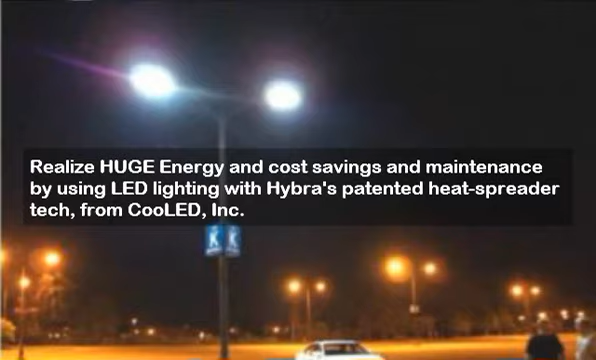 Realize HUGE Energy and cost savings and maintenance
by using LED lighting with Hybra's patented heat-spreader
tech, from CooLED, Inc.
K K